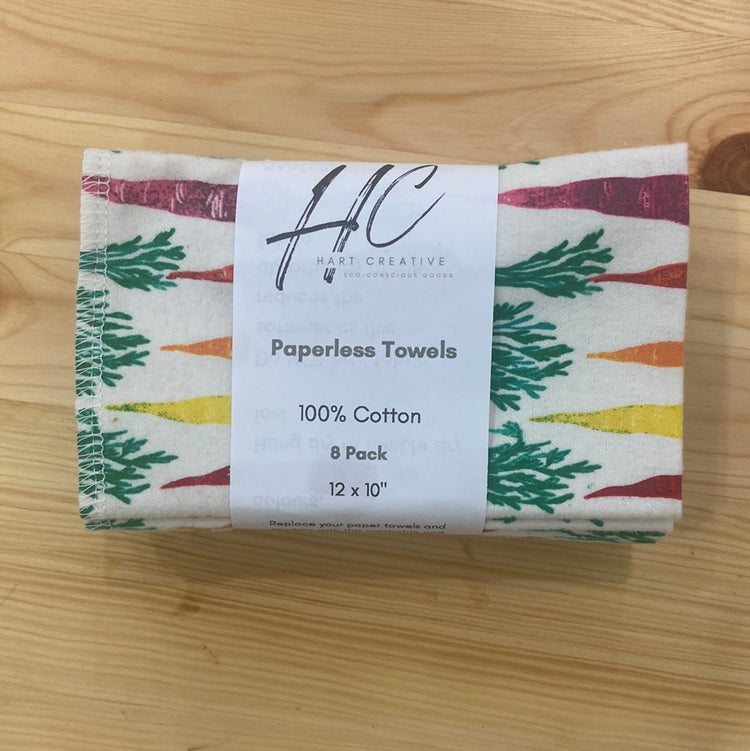 HC
HART CREATIVE
ECO-CONSCIOUS GOODS
Paperless Towels
100% Cotton
8 Pack
12 x 10"
Replace your paper towels and